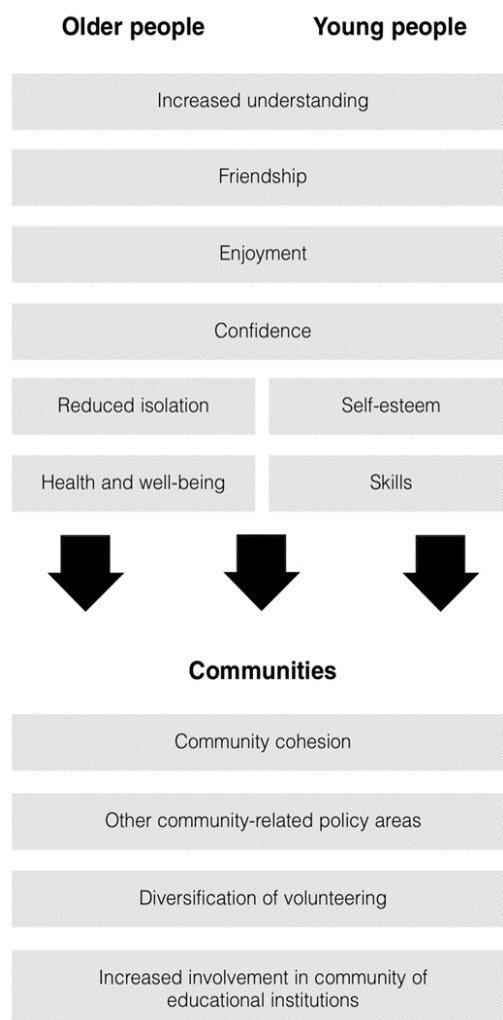 Older people
Young people
Increased understanding
Friendship
Enjoyment
Confidence
Reduced isolation
Self-esteem
Health and well-being
Skills
Communities
Community cohesion
Other community-related policy areas
Diversification of volunteering
Increased involvement in community of
educational institutions